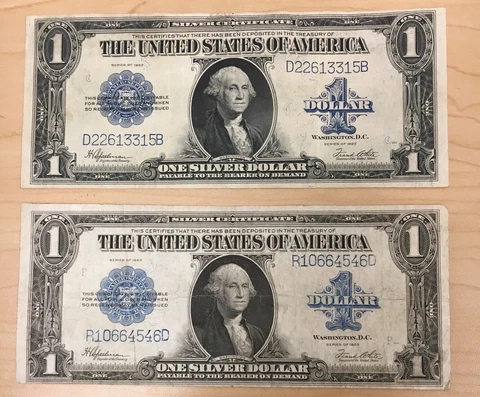 SILVER CERTIFICATE
THIS CERTIFIES THAT THERE HAS BEEN DEPOSITED IN THE TREASURY OF
THE UNITED STATES OF AMERICA
1 1
SERIES OF 1923
D22613315B
D22613315B
1
DOLLAR
WASHINGTON, D.C.
SERIES OF 1923
ONE SILVER DOLLAR
PAYABLE TO THE BEARER ON DEMAND
ONE ONE
SILVER CERTIFICATE
THIS CERTIFIES THAT THERE HAS BEEN DEPOSITED IN THE TREASURY OF
THE UNITED STATES OF AMERICA
1 1
SERIES OF 1923
R10664546D
R10664546D
1
DOLLAR
WASHINGTON, D.C.
SERIES OF 1923
ONE SILVER DOLLAR
PAYABLE TO THE BEARER ON DEMAND
ONE ONE